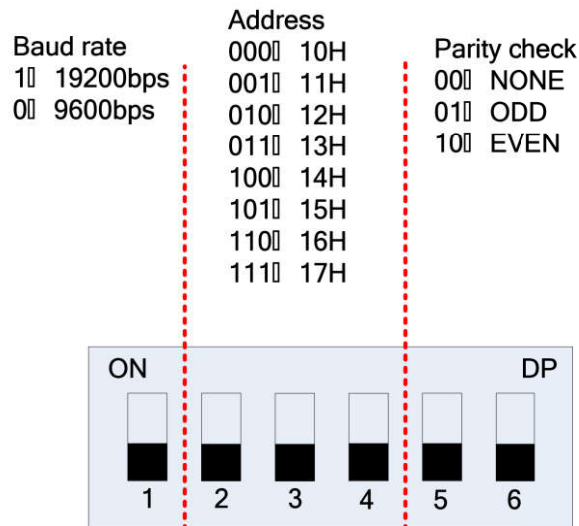 Baud rate
1▯ 19200bps
0▯ 9600bps
Address
000▯ 10H
001▯ 11H
010▯ 12H
011▯ 13H
100▯ 14H
101▯ 15H
110▯ 16H
111▯ 17H
Parity check
00▯ NONE
01▯ ODD
10▯ EVEN
ON DP
1 2 3 4 5 6